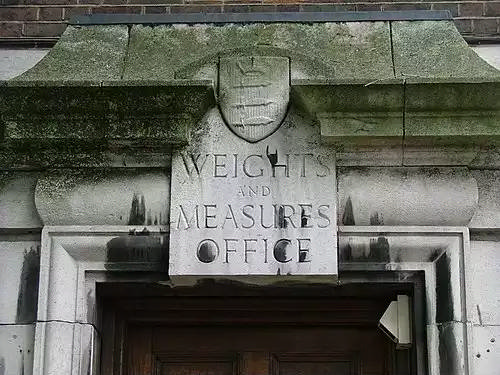 WEIGHTS
AND
MEASURES
OFFICE